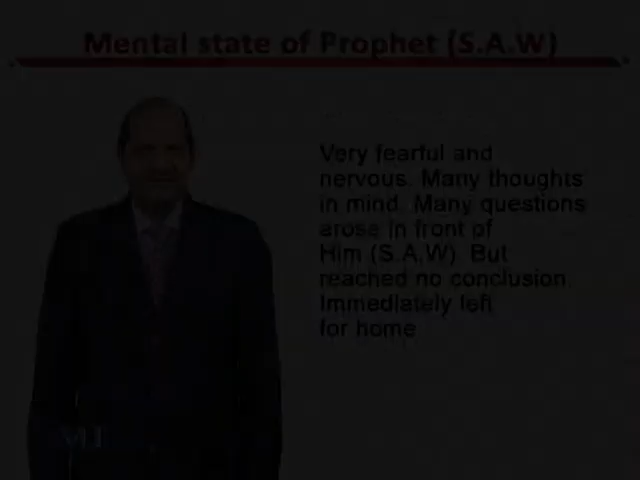 Mental state of Prophet (S.A.W)
Very fearful and
nervous. Many thoughts
in mind. Many questions
arose in front of
Him (S.A.W). But
reached no conclusion.
Immediately left
for home